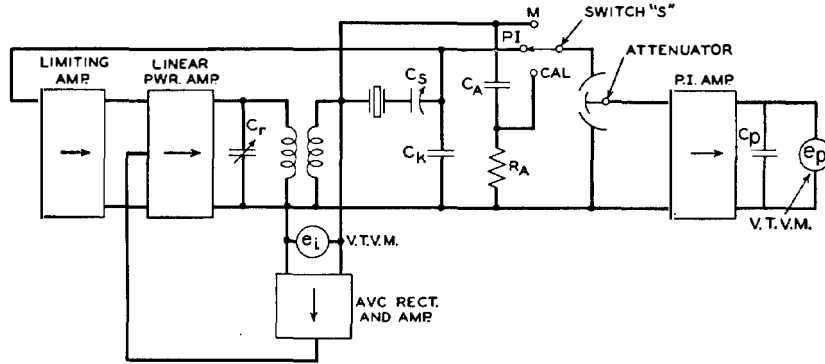 M
SWITCH "S"
PI
ATTENUATOR
LIMITING
AMP.
LINEAR
PWR. AMP.
CS
CA
CAL
P.I. AMP.
Cr
Ck
RA
Cp
ep
ei
V.T.V.M.
V.T.V.M.
AVC RECT.
AND AMP.